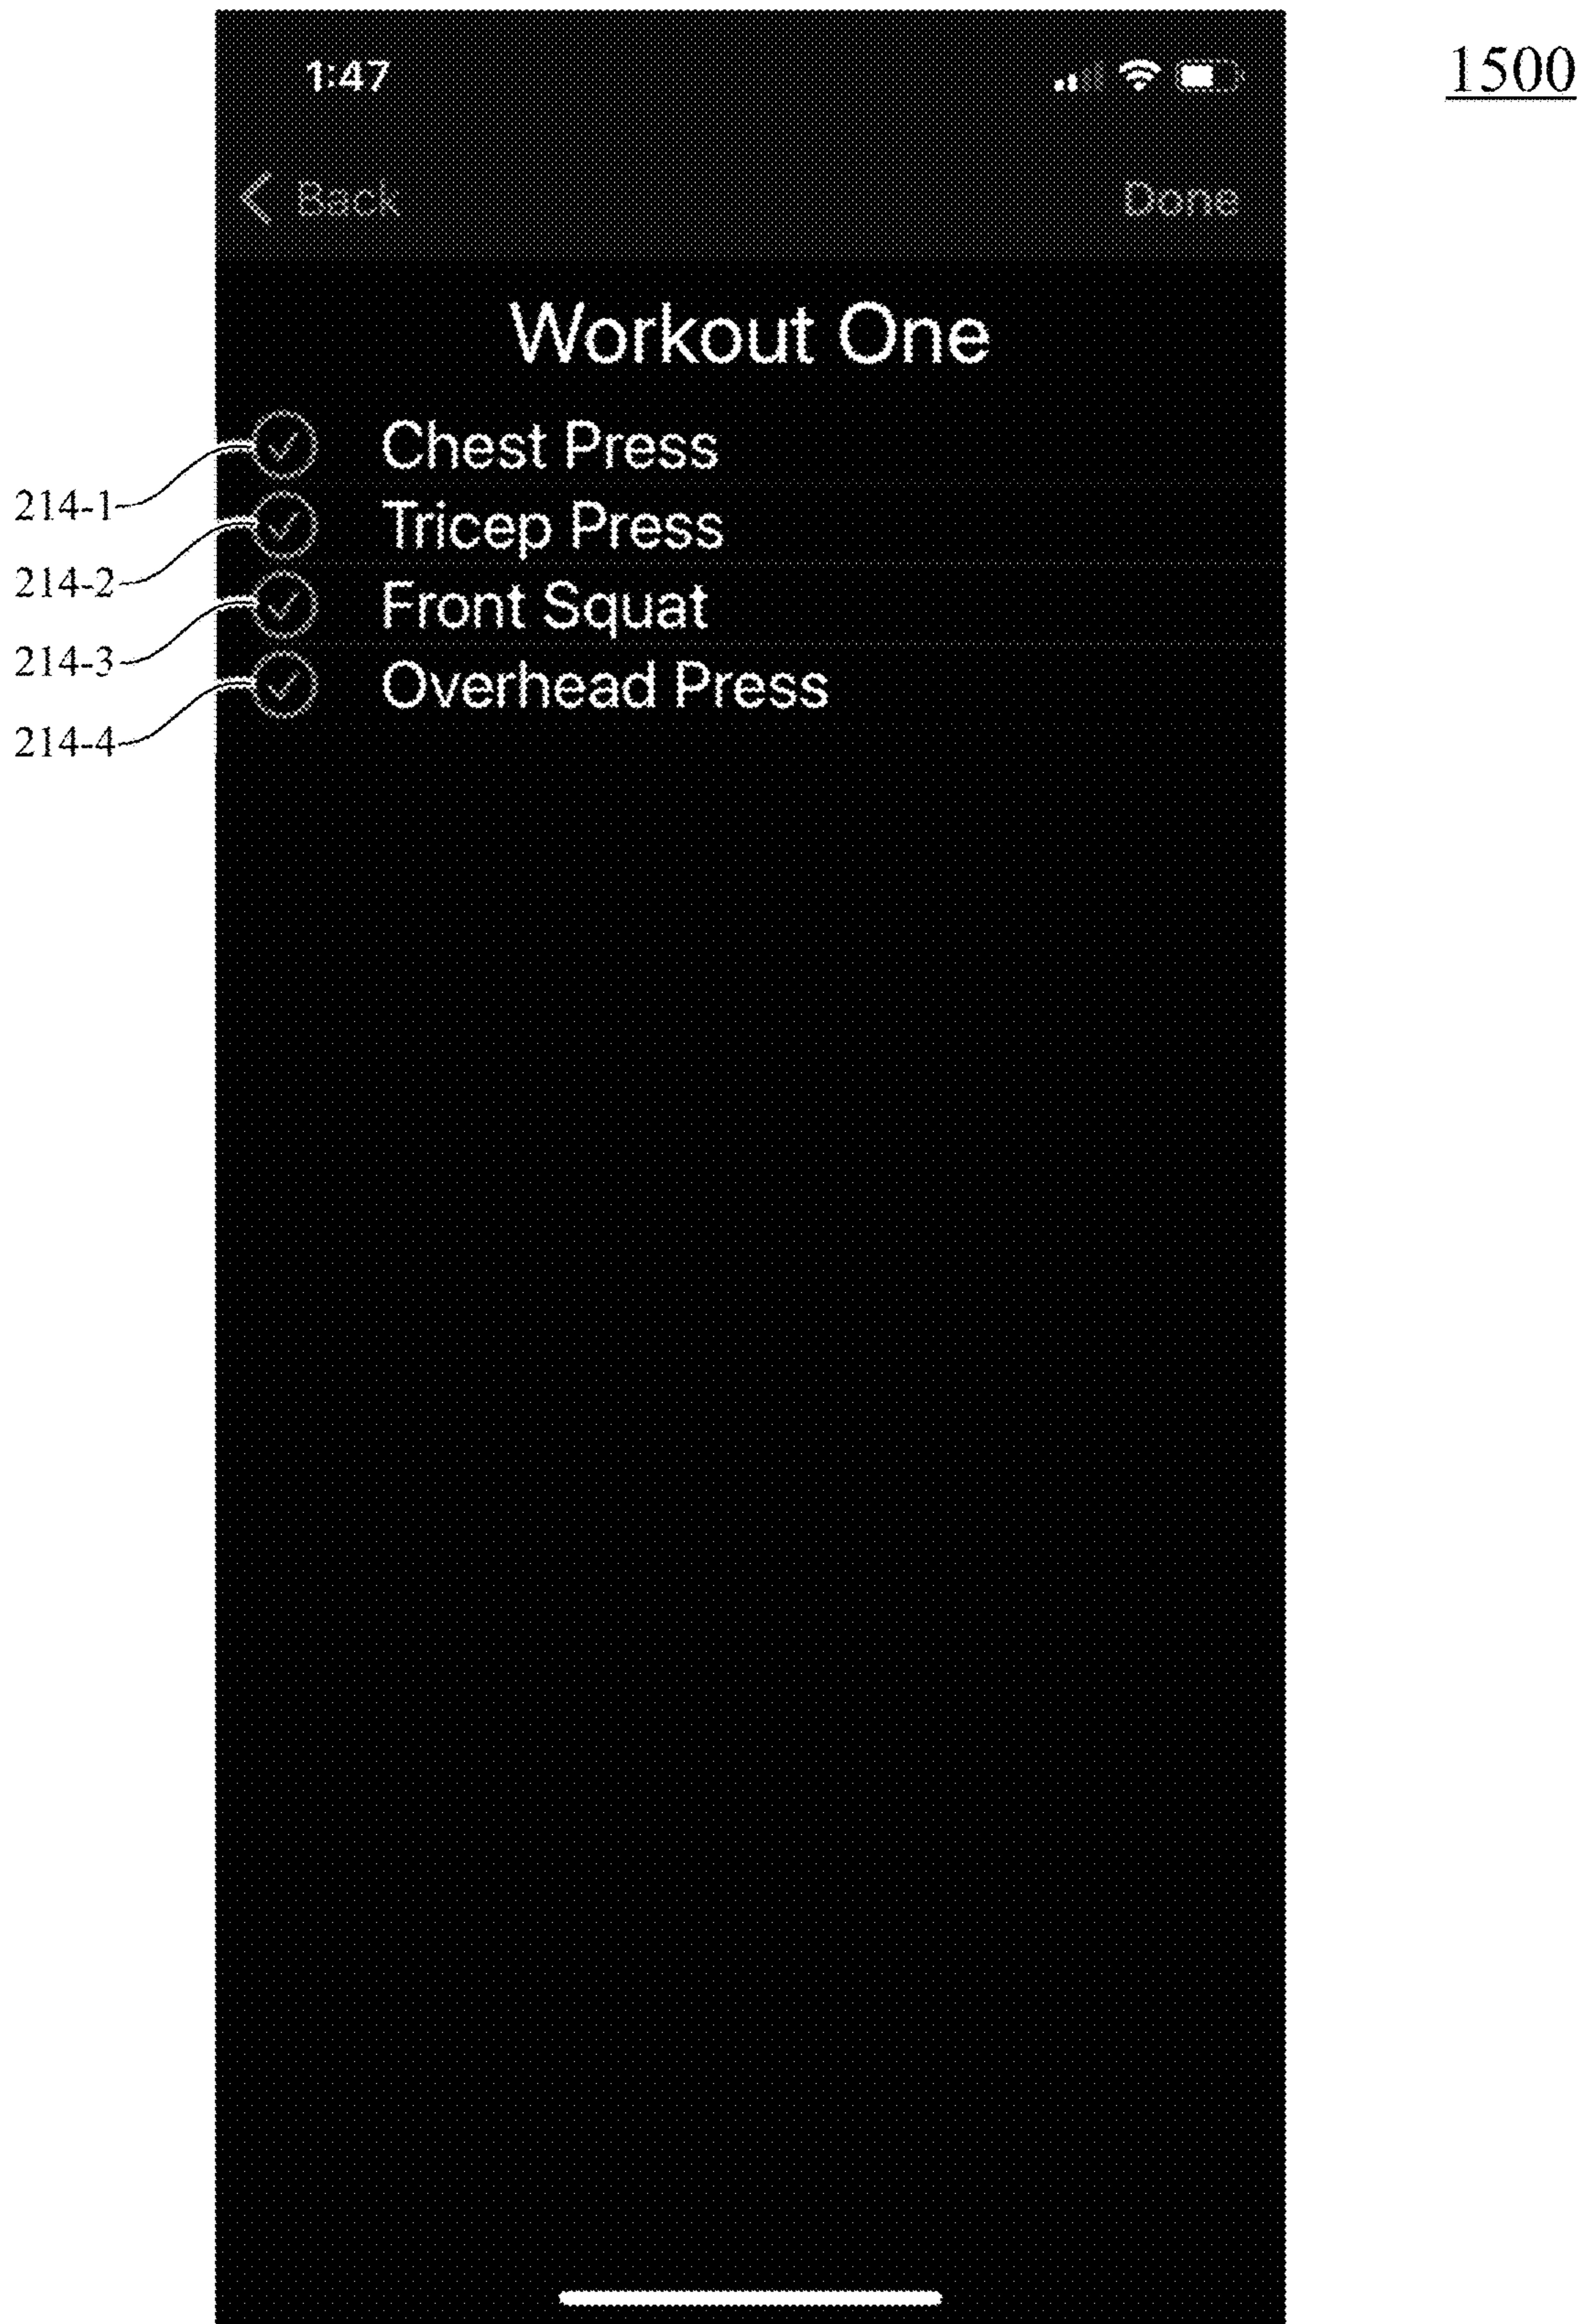 1:47
1500
Back
Done
Workout One
Chest Press
214-1
Tricep Press
214-2
Front Squat
214-3
Overhead Press
214-4